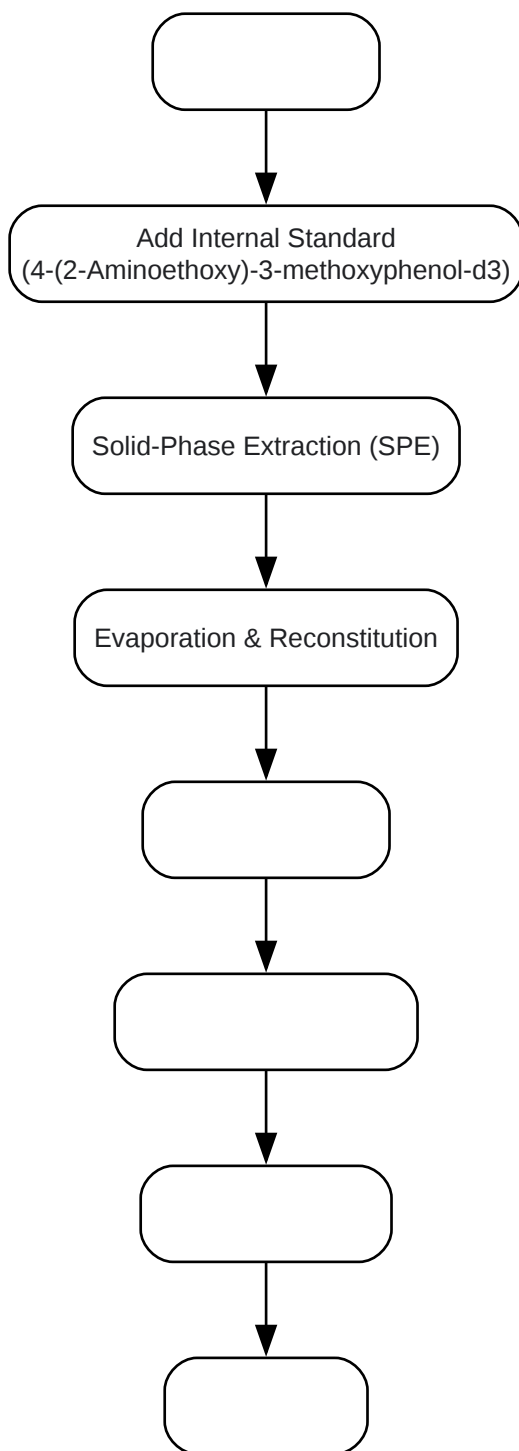 Add Internal Standard
(4-(2-Aminoethoxy)-3-methoxyphenol-d3)
Solid-Phase Extraction (SPE)
Evaporation & Reconstitution